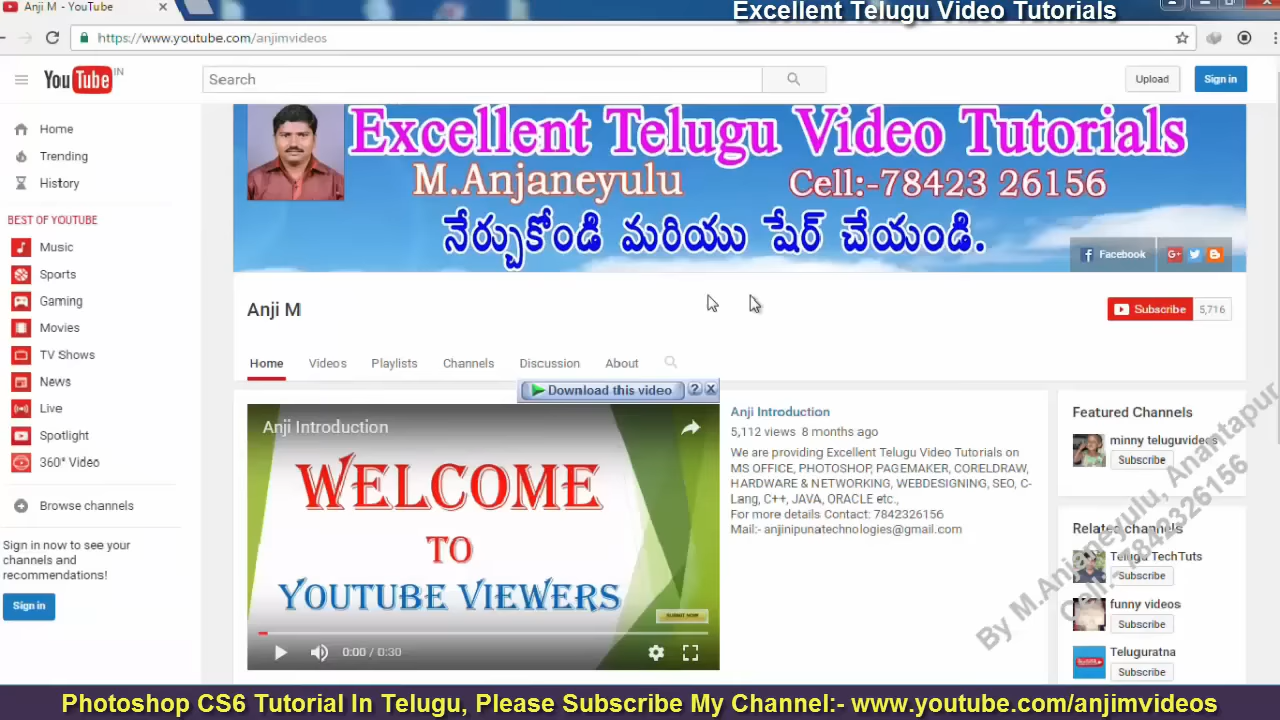 Excellent Telugu Video Tutorials
Anji M - YouTube
https://www.youtube.com/anjimvideos
YouTube IN
Search
Upload
Sign in
Home
Trending
History
BEST OF YOUTUBE
Music
Sports
Gaming
Movies
TV Shows
News
Live
Spotlight
360° Video
Browse channels
Sign in now to see your
channels and
recommendations!
Sign in
Excellent Telugu Video Tutorials
M.Anjaneyulu Cell:-78423 26156
నేర్చుకోండి మరియు షేర్ చేయండి.
Facebook
Anji M
Subscribe 5,716
Home Videos Playlists Channels Discussion About
Download this video ? X
Anji Introduction
WELCOME
TO
YOUTUBE VIEWERS
SUBMIT NOW
0:00 / 0:30
Anji Introduction
5,112 views 8 months ago
We are providing Excellent Telugu Video Tutorials on
MS OFFICE, PHOTOSHOP, PAGEMAKER, CORELDRAW,
HARDWARE & NETWORKING, WEBDESIGNING, SEO, C-
Lang, C++, JAVA, ORACLE etc.,
For more details Contact: 7842326156
Mail:- anjinipunatechnologies@gmail.com
Featured Channels
minny teluguvideos
Subscribe
Related channels
Telugu TechTuts
Subscribe
funny videos
Subscribe
Teluguratna
Subscribe
By M.Anjaneyulu, Anantapur
Cell:- 7842326156
Photoshop CS6 Tutorial In Telugu, Please Subscribe My Channel:- www.youtube.com/anjimvideos